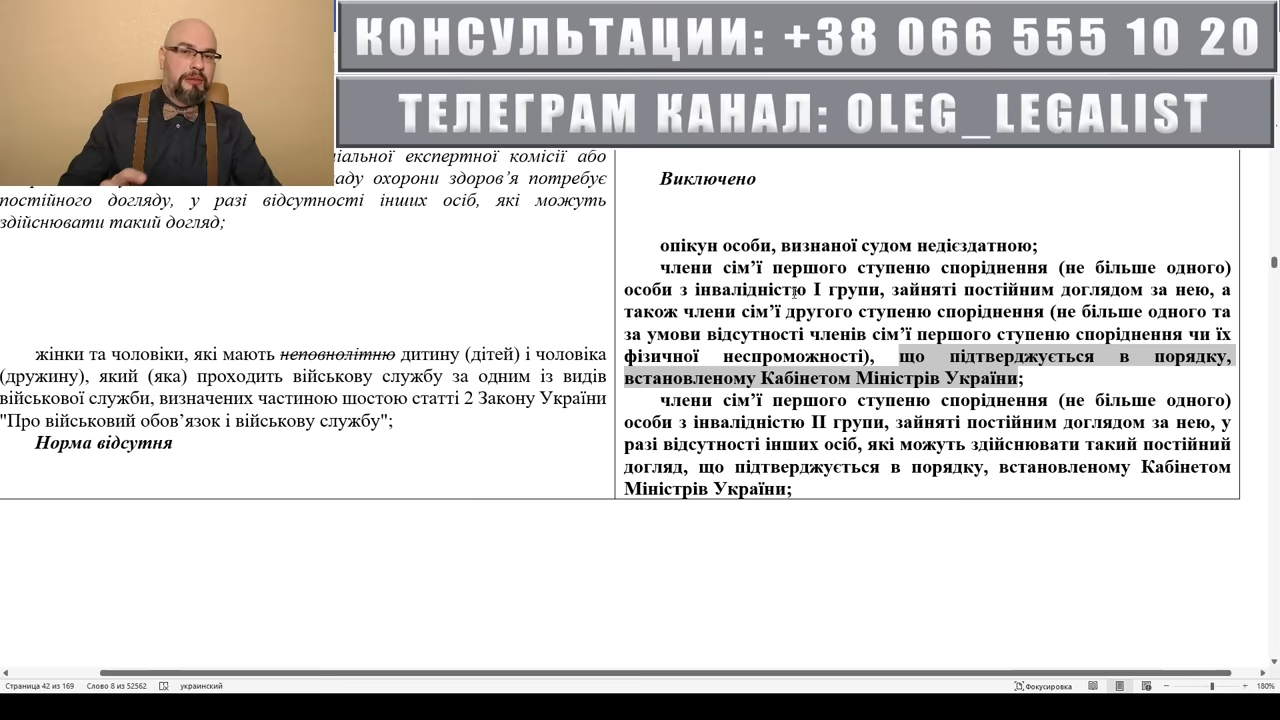 КОНСУЛЬТАЦИИ: +38 066 555 10 20
ТЕЛЕГРАМ КАНАЛ: OLEG_LEGALIST
експертної комісії або
охорони здоров’я потребує
постійного догляду, у разі відсутності інших осіб, які можуть
здійснювати такий догляд;
жінки та чоловіки, які мають неповнолітню дитину (дітей) і чоловіка
(дружину), який (яка) проходить військову службу за одним із видів
військової служби, визначених частиною шостою статті 2 Закону України
"Про військовий обов’язок і військову службу";
Норма відсутня
Виключено
опікун особи, визнаної судом недієздатною;
члени сім’ї першого ступеню споріднення (не більше одного)
особи з інвалідністю I групи, зайняті постійним доглядом за нею, а
також члени сім’ї другого ступеню споріднення (не більше одного та
за умови відсутності членів сім’ї першого ступеню споріднення чи їх
фізичної неспроможності), що підтверджується в порядку,
встановленому Кабінетом Міністрів України;
члени сім’ї першого ступеню споріднення (не більше одного)
особи з інвалідністю II групи, зайняті постійним доглядом за нею, у
разі відсутності інших осіб, які можуть здійснювати такий постійний
догляд, що підтверджується в порядку, встановленому Кабінетом
Міністрів України;
Страница 42 из 169 Слово 8 из 52562 украинский Фокусировка 180%